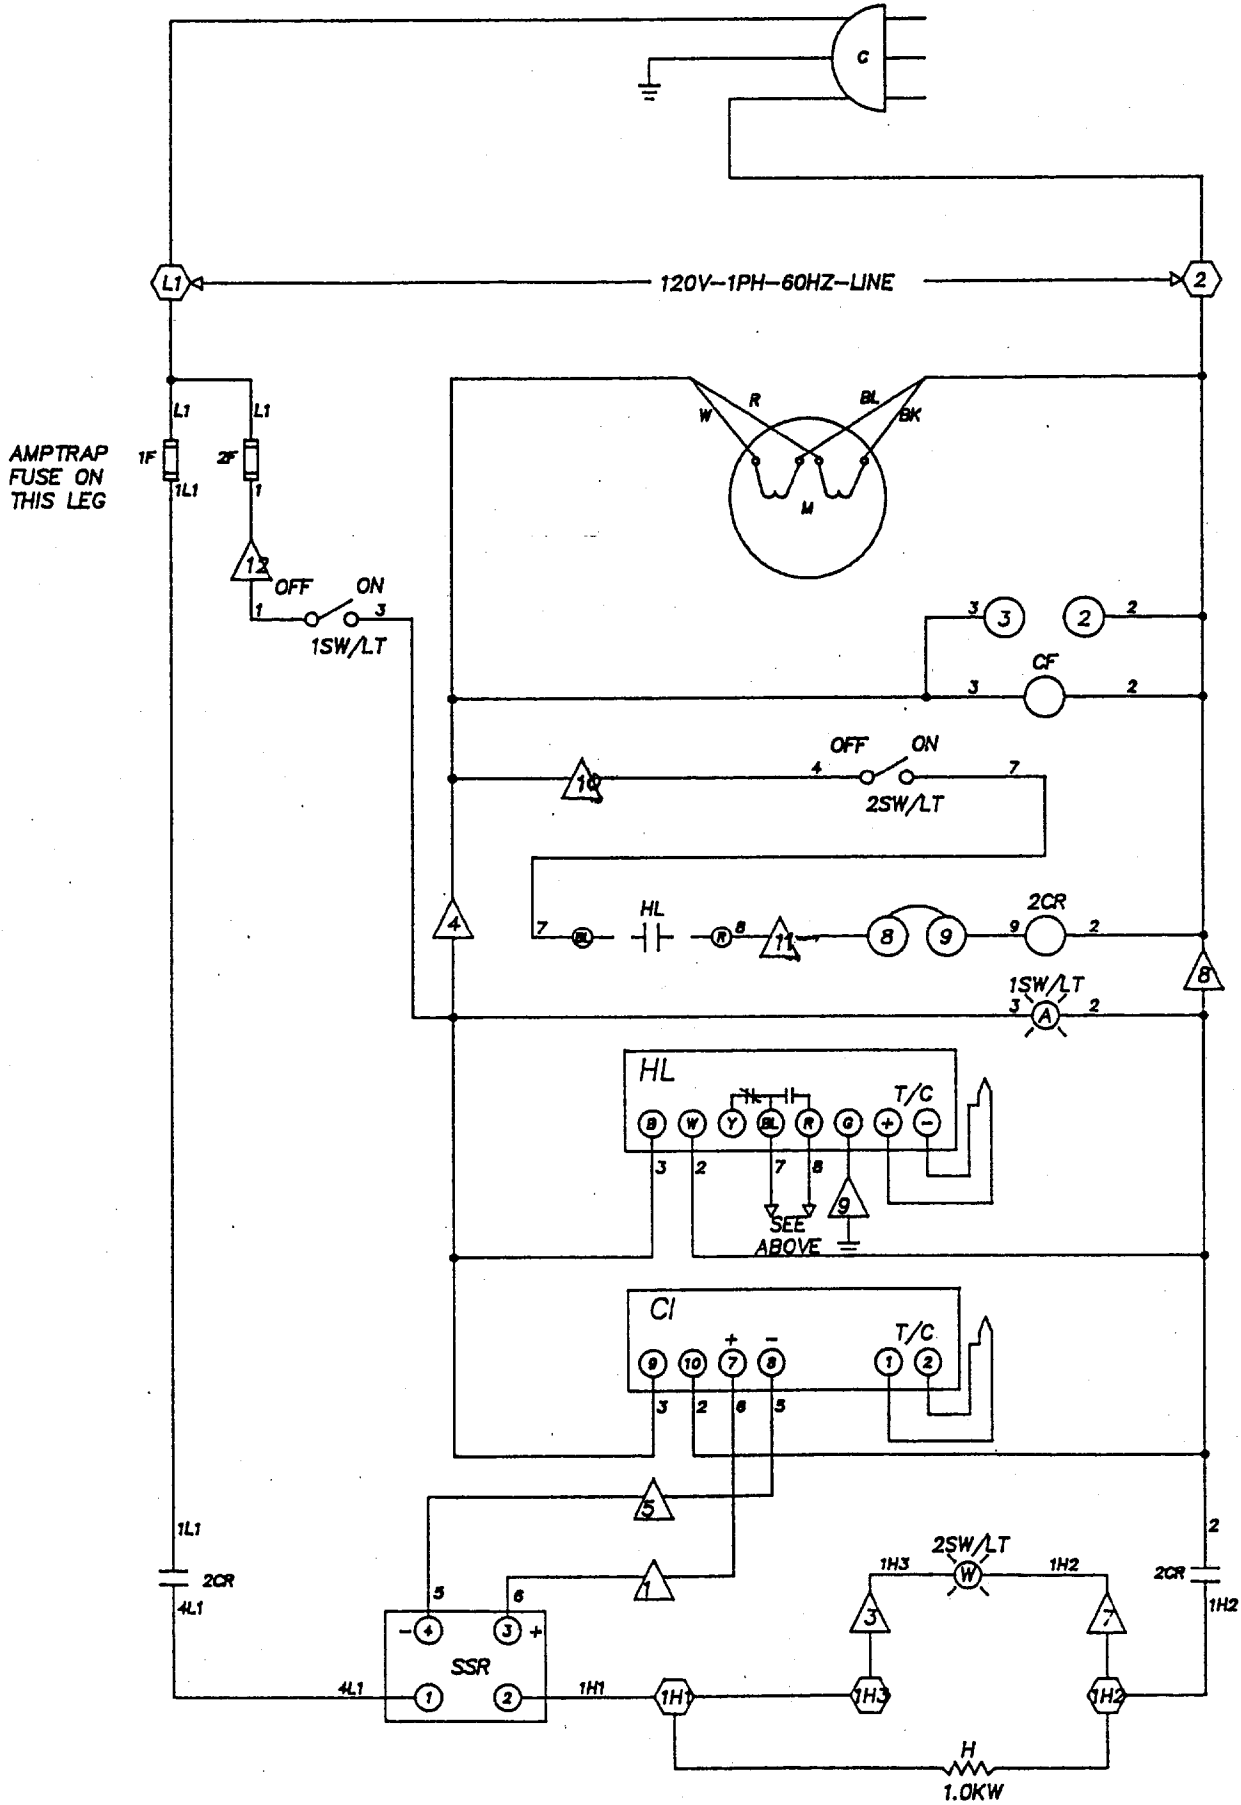 G
L1
120V-1PH-60HZ-LINE
2
L1
L1
R
BL
W
BK
AMPTRAP
FUSE ON
THIS LEG
1F
2F
1L1
1
M
12
OFF
ON
1
3
1SW/LT
3
3
2
2
CF
3
2
OFF
ON
10
4
7
2SW/LT
HL
2CR
4
7
BL
R
8
11
8
9
9
2
8
1SW/LT
3
A
2
HL
T/C
B
W
Y
BL
R
G
+
-
3
2
7
8
9
SEE
ABOVE
CI
+
-
T/C
9
10
7
8
1
2
3
2
6
5
5
1L1
2
2SW/LT
1H3
W
1H2
2CR
2CR
5
6
1
4L1
3
7
1H2
-
4
3
+
SSR
4L1
1
2
1H1
1H1
1H3
1H2
H
1.0KW